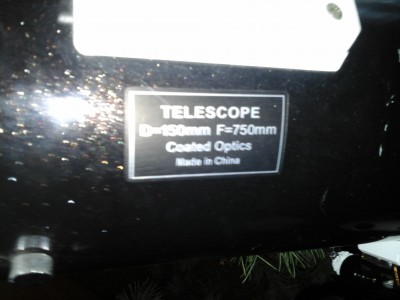 TELESCOPE
D=150mm F=750mm
Coated Optics
Made in China